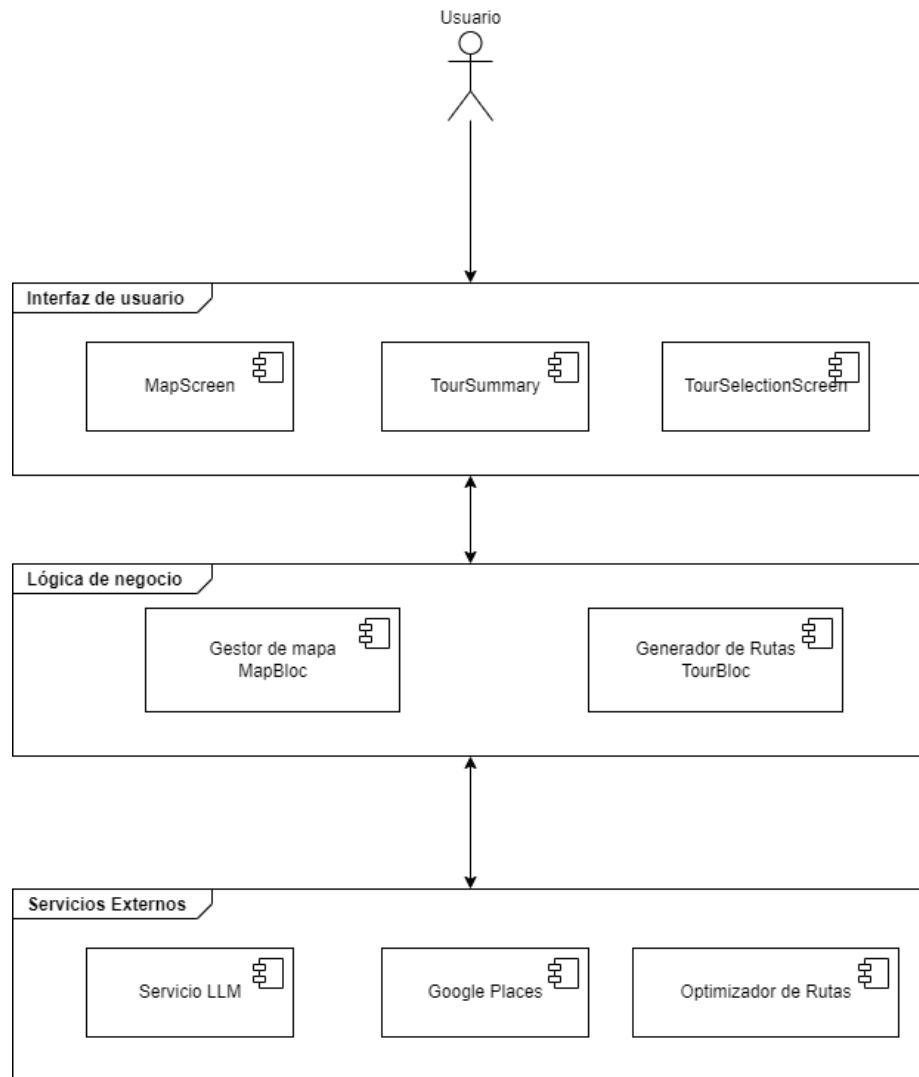 Usuario
Interfaz de usuario
MapScreen
TourSummary
TourSelectionScreen
Lógica de negocio
Gestor de mapa
MapBloc
Generador de Rutas
TourBloc
Servicios Externos
Servicio LLM
Google Places
Optimizador de Rutas